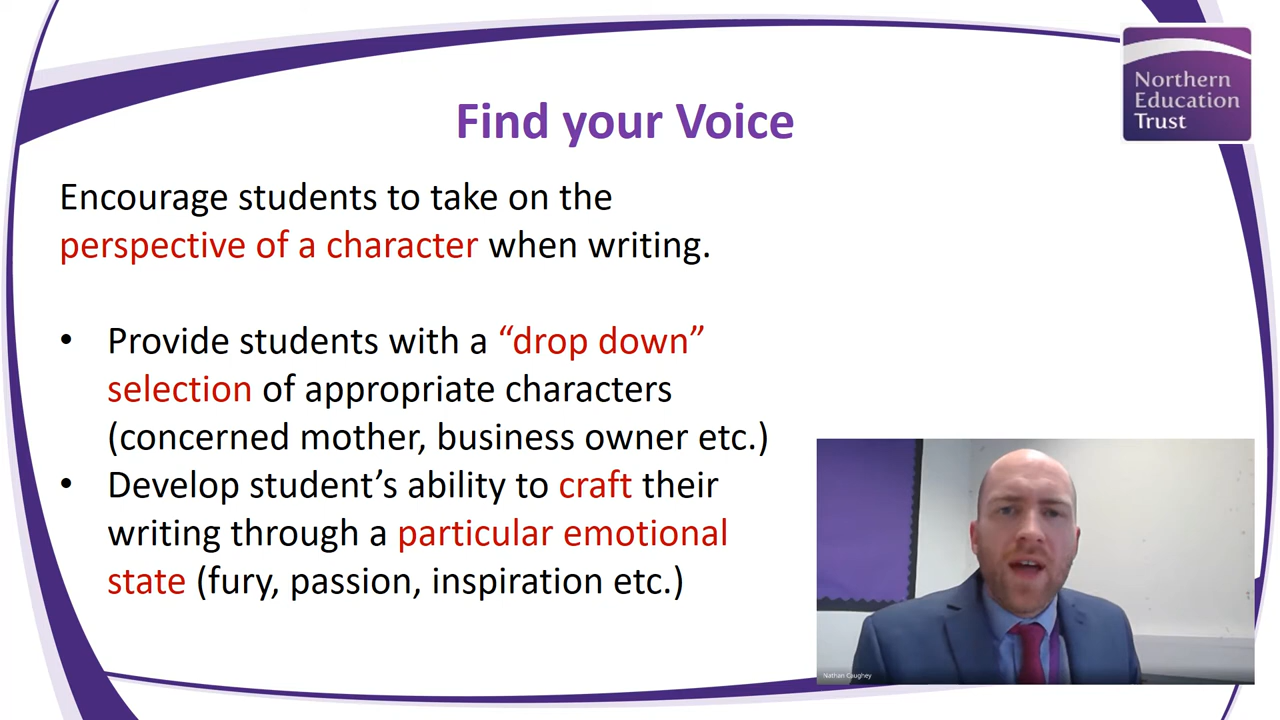 Northern
Education
Trust
Find your Voice
Encourage students to take on the
perspective of a character when writing.
• Provide students with a “drop down”
selection of appropriate characters
(concerned mother, business owner etc.)
• Develop student’s ability to craft their
writing through a particular emotional
state (fury, passion, inspiration etc.)
Nathan Caughey